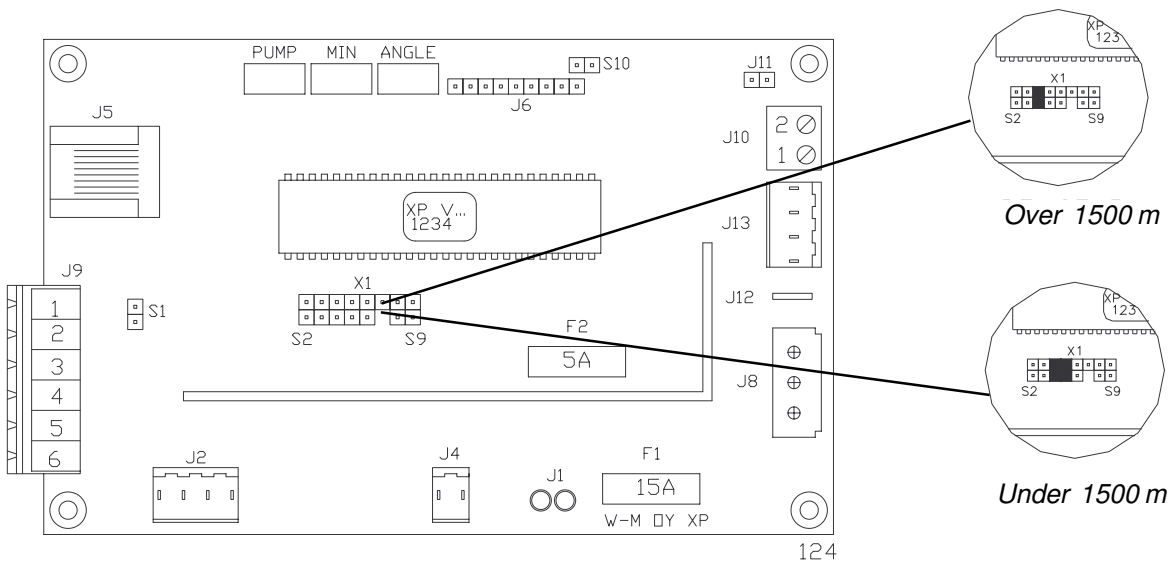 PUMP MIN ANGLE
S10
J11
J6
J5
J10
2
1
XP V...
1234
J13
J9
X1
J12
S1
S2 S9
F2
5A
J8
1
2
3
4
5
6
J2
J4
J1
F1
15A
W-M OY XP
124
XP
123
X1
S2 S9
Over 1500 m
XP
123
X1
S2 S9
Under 1500 m